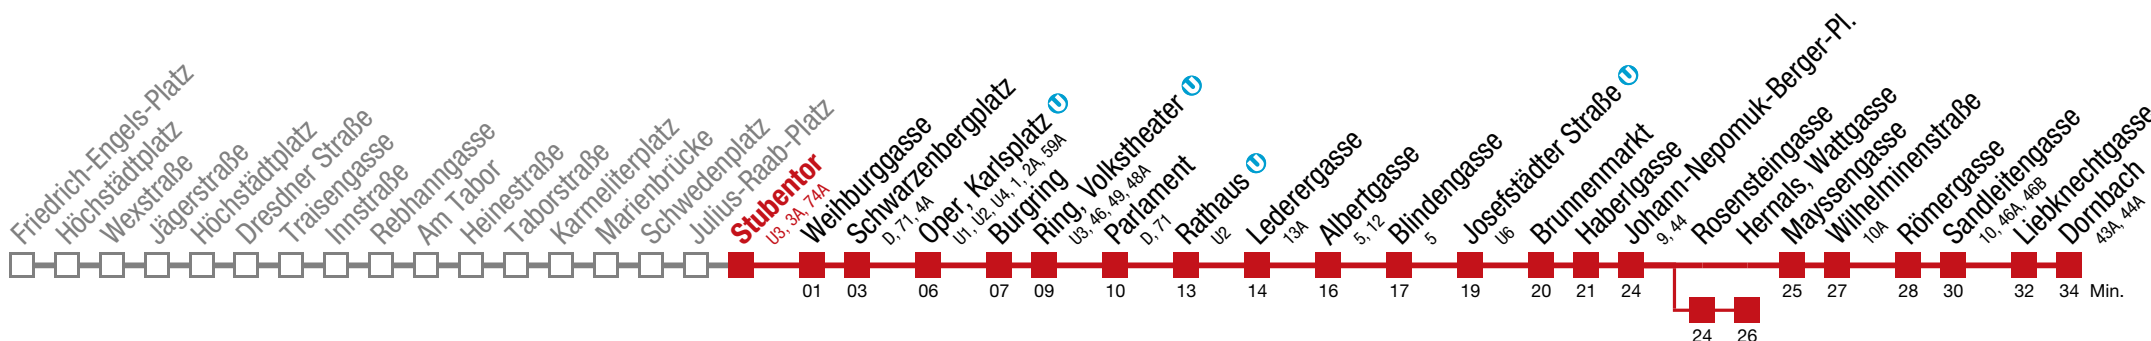 Friedrich-Engels-Platz
Höchstädtplatz
Wexstraße
Jägerstraße
Höchstädtplatz
Dresdner Straße
Traisengasse
Innstraße
Rebhanngasse
Am Tabor
Heinestraße
Taborstraße
Karmeliterplatz
Marienbrücke
Schwedenplatz
Julius-Raab-Platz
Stubentor
U3, 3A, 74A
Weihburggasse
Schwarzenbergplatz
D, 71, 4A
Oper, Karlsplatz U
U1, U2, U4, 1, 2A, 59A
Burgring
Ring, Volkstheater U
U3, 46, 49, 48A
Parlament
D, 71
Rathaus U
U2
Lederergasse
13A
Albertgasse
5, 12
Blindengasse
5
Josefstädter Straße U
U6
Brunnenmarkt
Haberlgasse
Johann-Nepomuk-Berger-Pl.
9, 44
Rosensteingasse
Hernals, Wattgasse
Mayssengasse
Wilhelminenstraße
10A
Römergasse
Sandleitengasse
10, 46A, 46B
Liebknechtgasse
Dornbach
43A, 44A
01 03 06 07 09 10 13 14 16 17 19 20 21 24 25 27 28 30 32 34 Min.
24 26